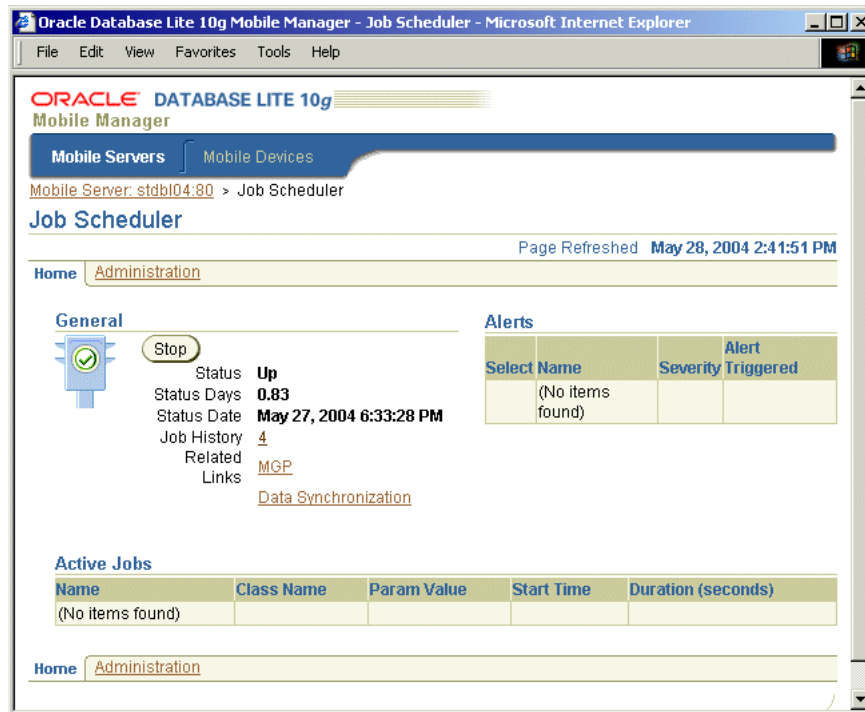 Oracle Database Lite 10g Mobile Manager - Job Scheduler - Microsoft Internet Explorer
File Edit View Favorites Tools Help
ORACLE DATABASE LITE 10g
Mobile Manager
Mobile Servers Mobile Devices
Mobile Server: stdbl04:80 > Job Scheduler
Job Scheduler
Page Refreshed May 28, 2004 2:41:51 PM
Home Administration
General
Stop
Status Up
Status Days 0.83
Status Date May 27, 2004 6:33:28 PM
Job History 4
Related
Links
MGP
Data Synchronization
Alerts
Alert
Select Name Severity Triggered
(No items
found)
Active Jobs
Name Class Name Param Value Start Time Duration (seconds)
(No items found)
Home Administration